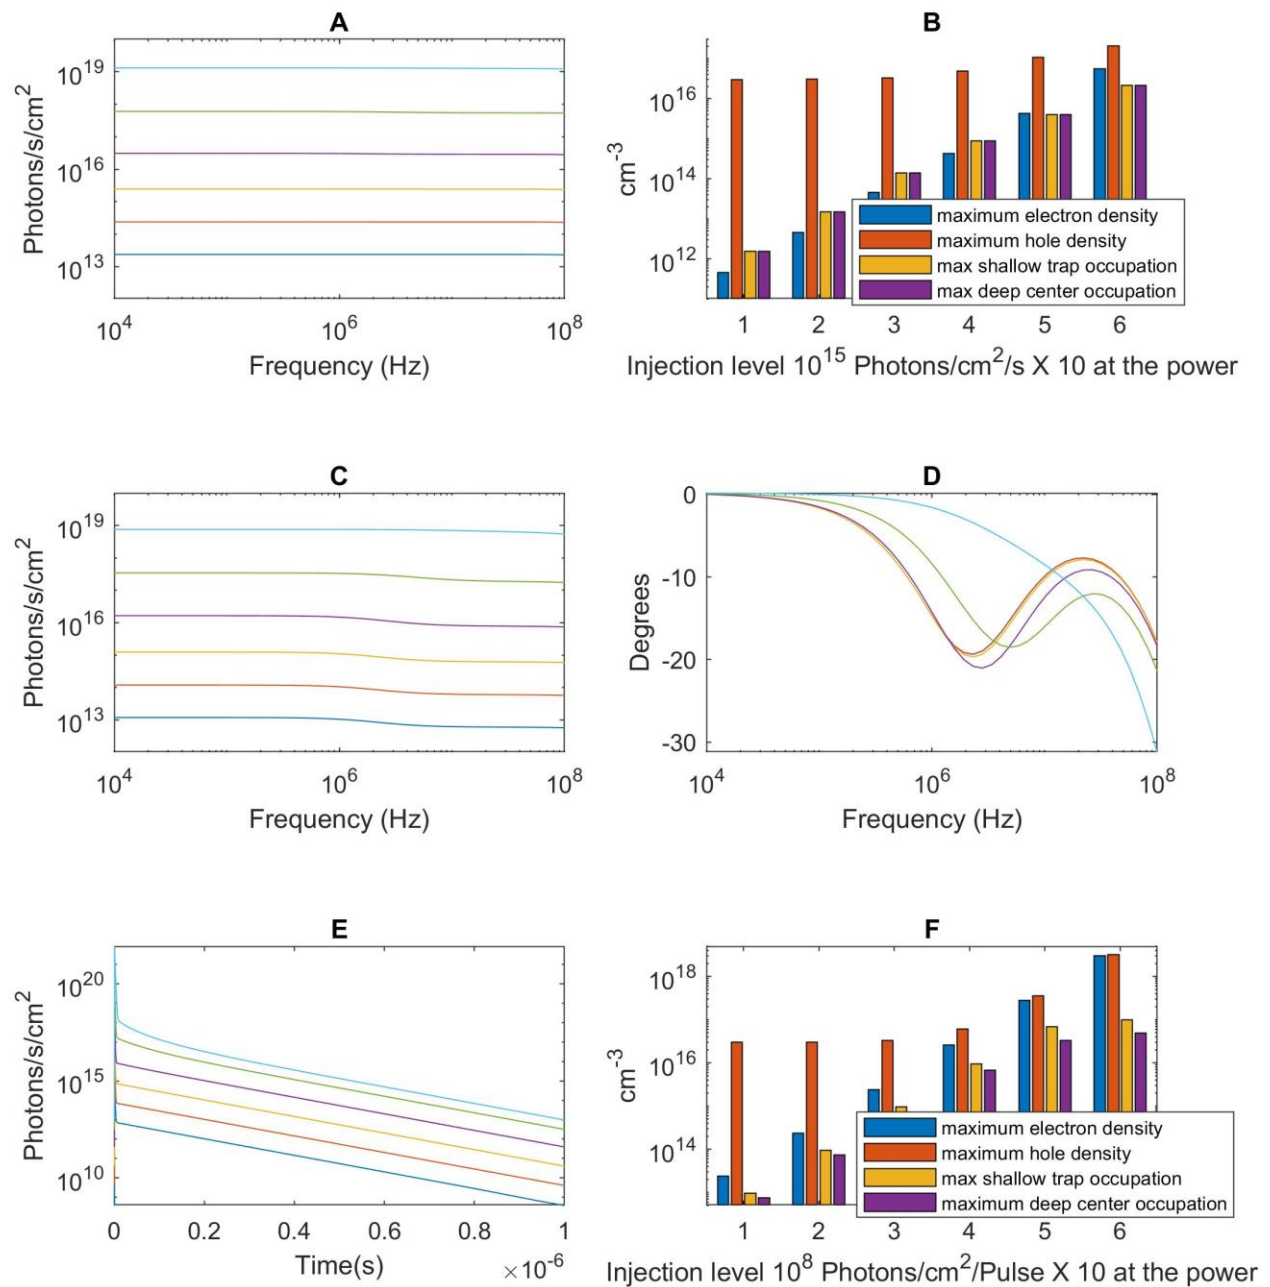 A
Photons/s/cm2
10^19
10^16
10^13
10^4 10^6 10^8
Frequency (Hz)
B
cm-3
10^16
10^14
10^12
maximum electron density
maximum hole density
max shallow trap occupation
max deep center occupation
1 2 3 4 5 6
Injection level 10^15 Photons/cm^2/s X 10 at the power
C
Photons/s/cm2
10^19
10^16
10^13
10^4 10^6 10^8
Frequency (Hz)
D
Degrees
0
-10
-20
-30
10^4 10^6 10^8
Frequency (Hz)
E
Photons/s/cm2
10^20
10^15
10^10
0 0.2 0.4 0.6 0.8 1
Time(s)
×10^-6
F
cm-3
10^18
10^16
10^14
maximum electron density
maximum hole density
max shallow trap occupation
maximum deep center occupation
1 2 3 4 5 6
Injection level 10^8 Photons/cm^2/Pulse X 10 at the power